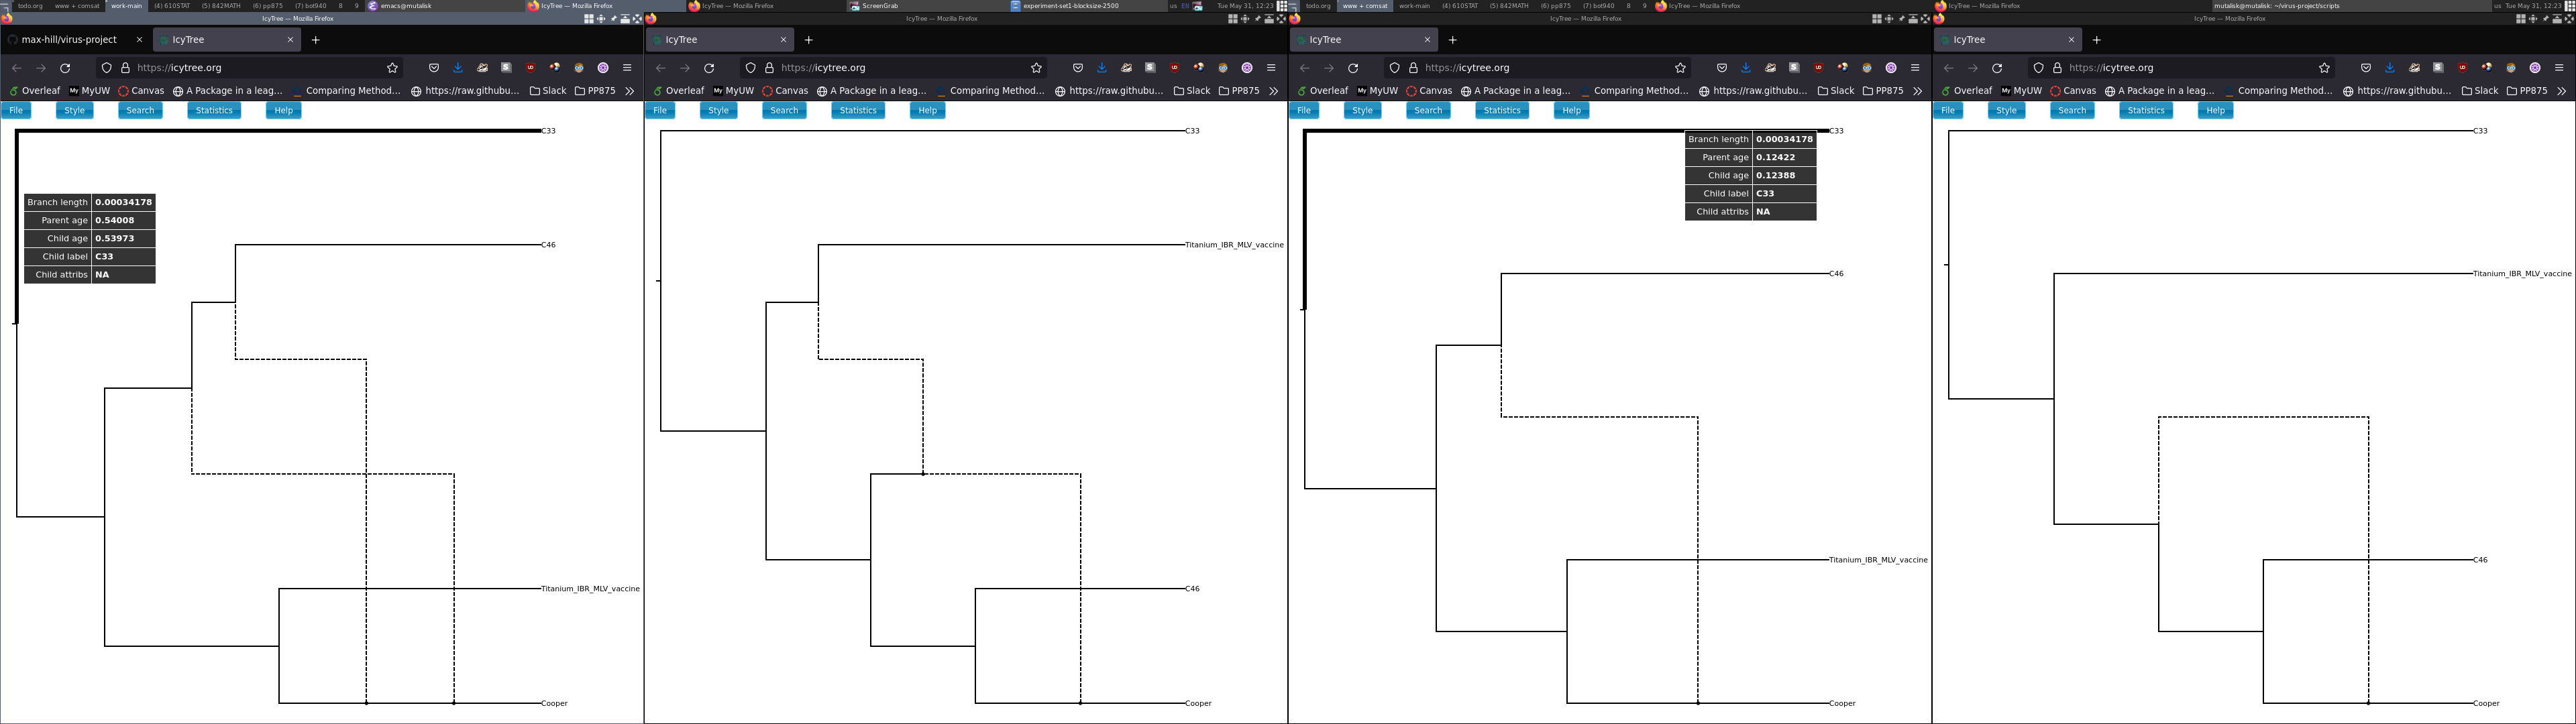 todo.org www + comsat work-main (4) 610STAT (5) 842MATH (6) pp875 (7) bot940 8 9 emacs@mutalisk IcyTree — Mozilla Firefox IcyTree — Mozilla Firefox ScreenGrab experiment-set1-blocksize-2500 us EN Tue May 31, 12:23 todo.org www + comsat work-main (4) 610STAT (5) 842MATH (6) pp875 (7) bot940 8 9 IcyTree — Mozilla Firefox IcyTree — Mozilla Firefox mutalisk@mutalisk: ~/virus-project/scripts us Tue May 31, 12:23
IcyTree — Mozilla Firefox
max-hill/virus-project × IcyTree × +
https://icytree.org
Overleaf My MyUW Canvas A Package in a leag… Comparing Method… https://raw.githubu… Slack PP875 »
File Style Search Statistics Help
C33
Branch length 0.00034178
Parent age 0.54008
Child age 0.53973
Child label C33
Child attribs NA
C46
Titanium_IBR_MLV_vaccine
Cooper
IcyTree — Mozilla Firefox
IcyTree × +
https://icytree.org
Overleaf My MyUW Canvas A Package in a leag… Comparing Method… https://raw.githubu… Slack PP875 »
File Style Search Statistics Help
C33
Titanium_IBR_MLV_vaccine
C46
Cooper
IcyTree — Mozilla Firefox
IcyTree × +
https://icytree.org
Overleaf My MyUW Canvas A Package in a leag… Comparing Method… https://raw.githubu… Slack PP875 »
File Style Search Statistics Help
C33
Branch length 0.00034178
Parent age 0.12422
Child age 0.12388
Child label C33
Child attribs NA
C46
Titanium_IBR_MLV_vaccine
Cooper
IcyTree — Mozilla Firefox
IcyTree × +
https://icytree.org
Overleaf My MyUW Canvas A Package in a leag… Comparing Method… https://raw.githubu… Slack PP875 »
File Style Search Statistics Help
C33
Titanium_IBR_MLV_vaccine
C46
Cooper